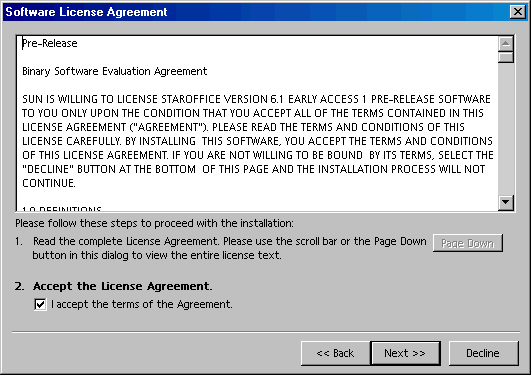 Software License Agreement
Pre-Release
Binary Software Evaluation Agreement
SUN IS WILLING TO LICENSE STAROFFICE VERSION 6.1 EARLY ACCESS 1 PRE-RELEASE SOFTWARE
TO YOU ONLY UPON THE CONDITION THAT YOU ACCEPT ALL OF THE TERMS CONTAINED IN THIS
LICENSE AGREEMENT ("AGREEMENT"). PLEASE READ THE TERMS AND CONDITIONS OF THIS
LICENSE CAREFULLY. BY INSTALLING  THIS SOFTWARE, YOU ACCEPT THE TERMS AND CONDITIONS
OF THIS LICENSE AGREEMENT. IF YOU ARE NOT WILLING TO BE BOUND  BY ITS TERMS, SELECT THE
"DECLINE" BUTTON AT THE BOTTOM  OF THIS PAGE AND THE INSTALLATION PROCESS WILL NOT
CONTINUE.
1.0 DEFINITIONS
Please follow these steps to proceed with the installation:
1. Read the complete License Agreement. Please use the scroll bar or the Page Down
button in this dialog to view the entire license text.
Page Down
2. Accept the License Agreement.
I accept the terms of the Agreement.
<< Back
Next >>
Decline